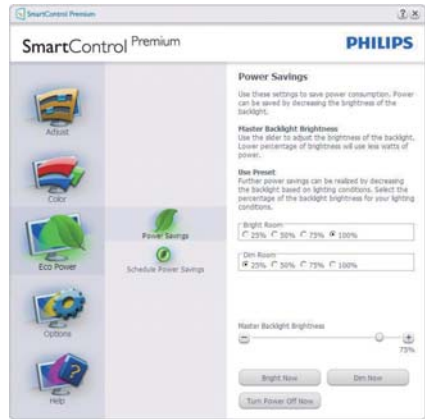 SmartControl Premium
SmartControl Premium
PHILIPS
Adjust
Color
Eco Power
Options
Help
Power Savings
Schedule Power Savings
Power Savings
Use these settings to save power consumption. Power
can be saved by decreasing the brightness of the
backlight.
Master Backlight Brightness
Use the slider to adjust the brightness of the backlight.
Lower percentage of brightness will use less watts of
power.
Use Preset
Further power savings can be realized by decreasing
the backlight based on lighting conditions. Select the
percentage of the backlight brightness for your lighting
conditions.
Bright Room
25% 50% 75% 100%
Dim Room
25% 50% 75% 100%
Master Backlight Brightness
75%
Bright Now
Dim Now
Turn Power Off Now